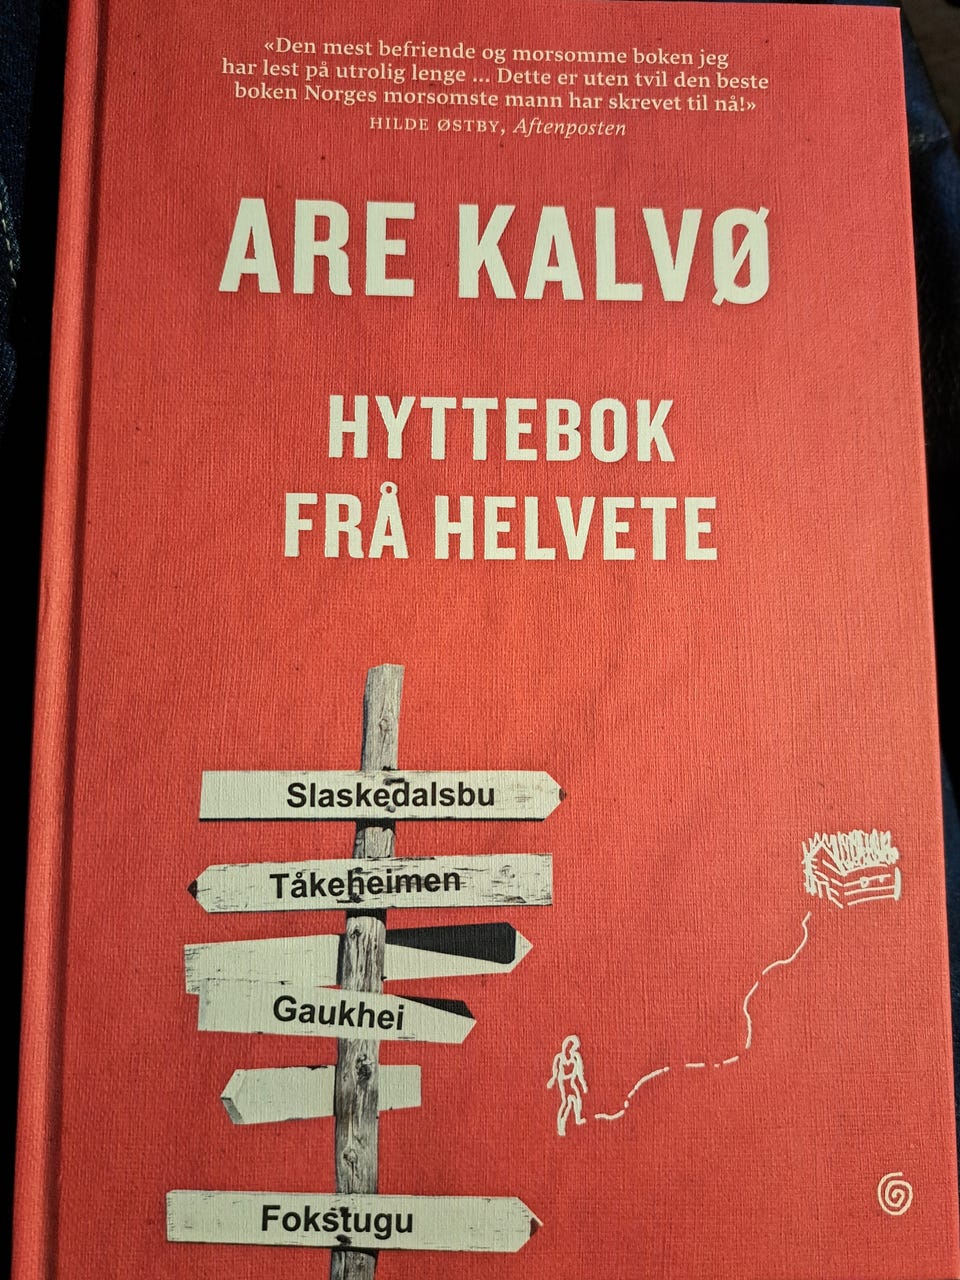 «Den mest befriende og morsomme boken jeg
har lest på utrolig lenge ... Dette er uten tvil den beste
boken Norges morsomste mann har skrevet til nå!»
HILDE ØSTBY, Aftenposten
ARE KALVØ
HYTTEBOK
FRÅ HELVETE
Slaskedalsbu
Tåkeheimen
Gaukhei
Fokstugu